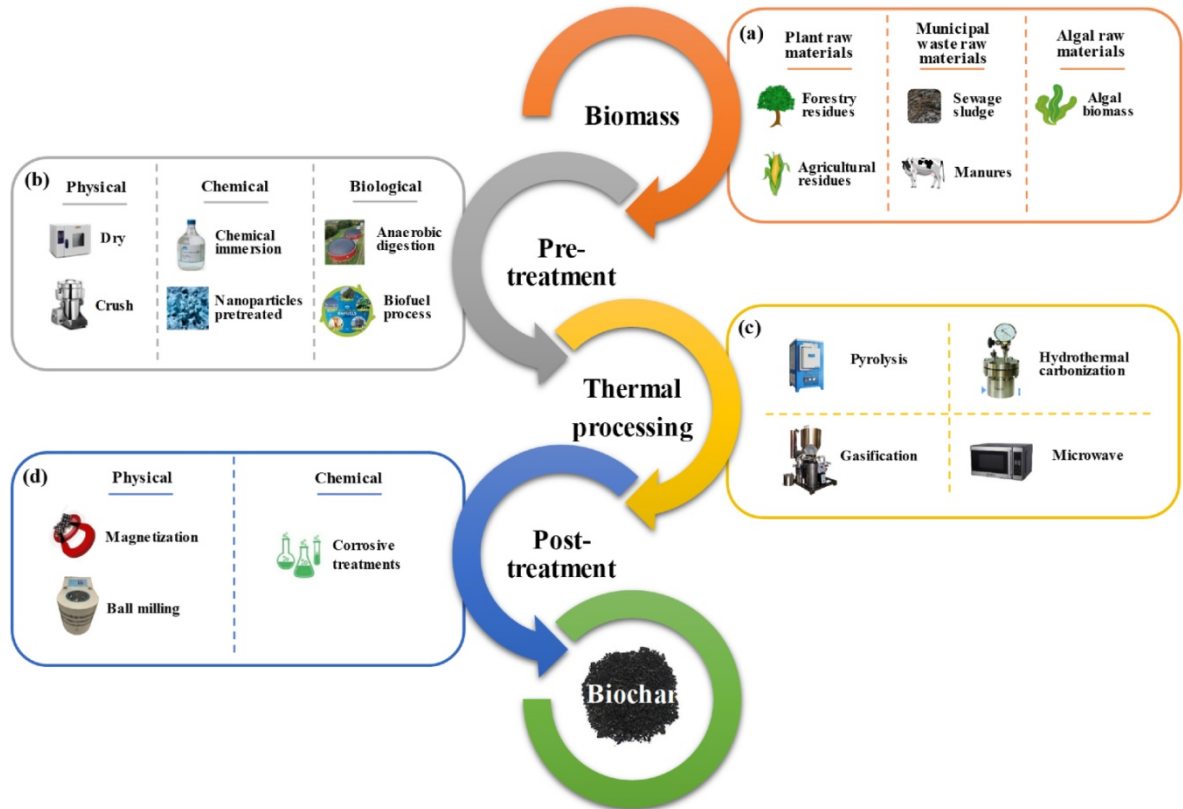 (a)
Plant raw
materials
Municipal
waste raw
materials
Algal raw
materials
Forestry
residues
Sewage
sludge
Algal
biomass
Agricultural
residues
Manures
Biomass
(b)
Physical
Chemical
Biological
Dry
Chemical
immersion
Anaerobic
digestion
Crush
Nanoparticles
pretreated
Biofuel
process
Pre-
treatment
(c)
Pyrolysis
Hydrothermal
carbonization
Gasification
Microwave
Thermal
processing
(d)
Physical
Chemical
Magnetization
Corrosive
treatments
Ball milling
Post-
treatment
Biochar